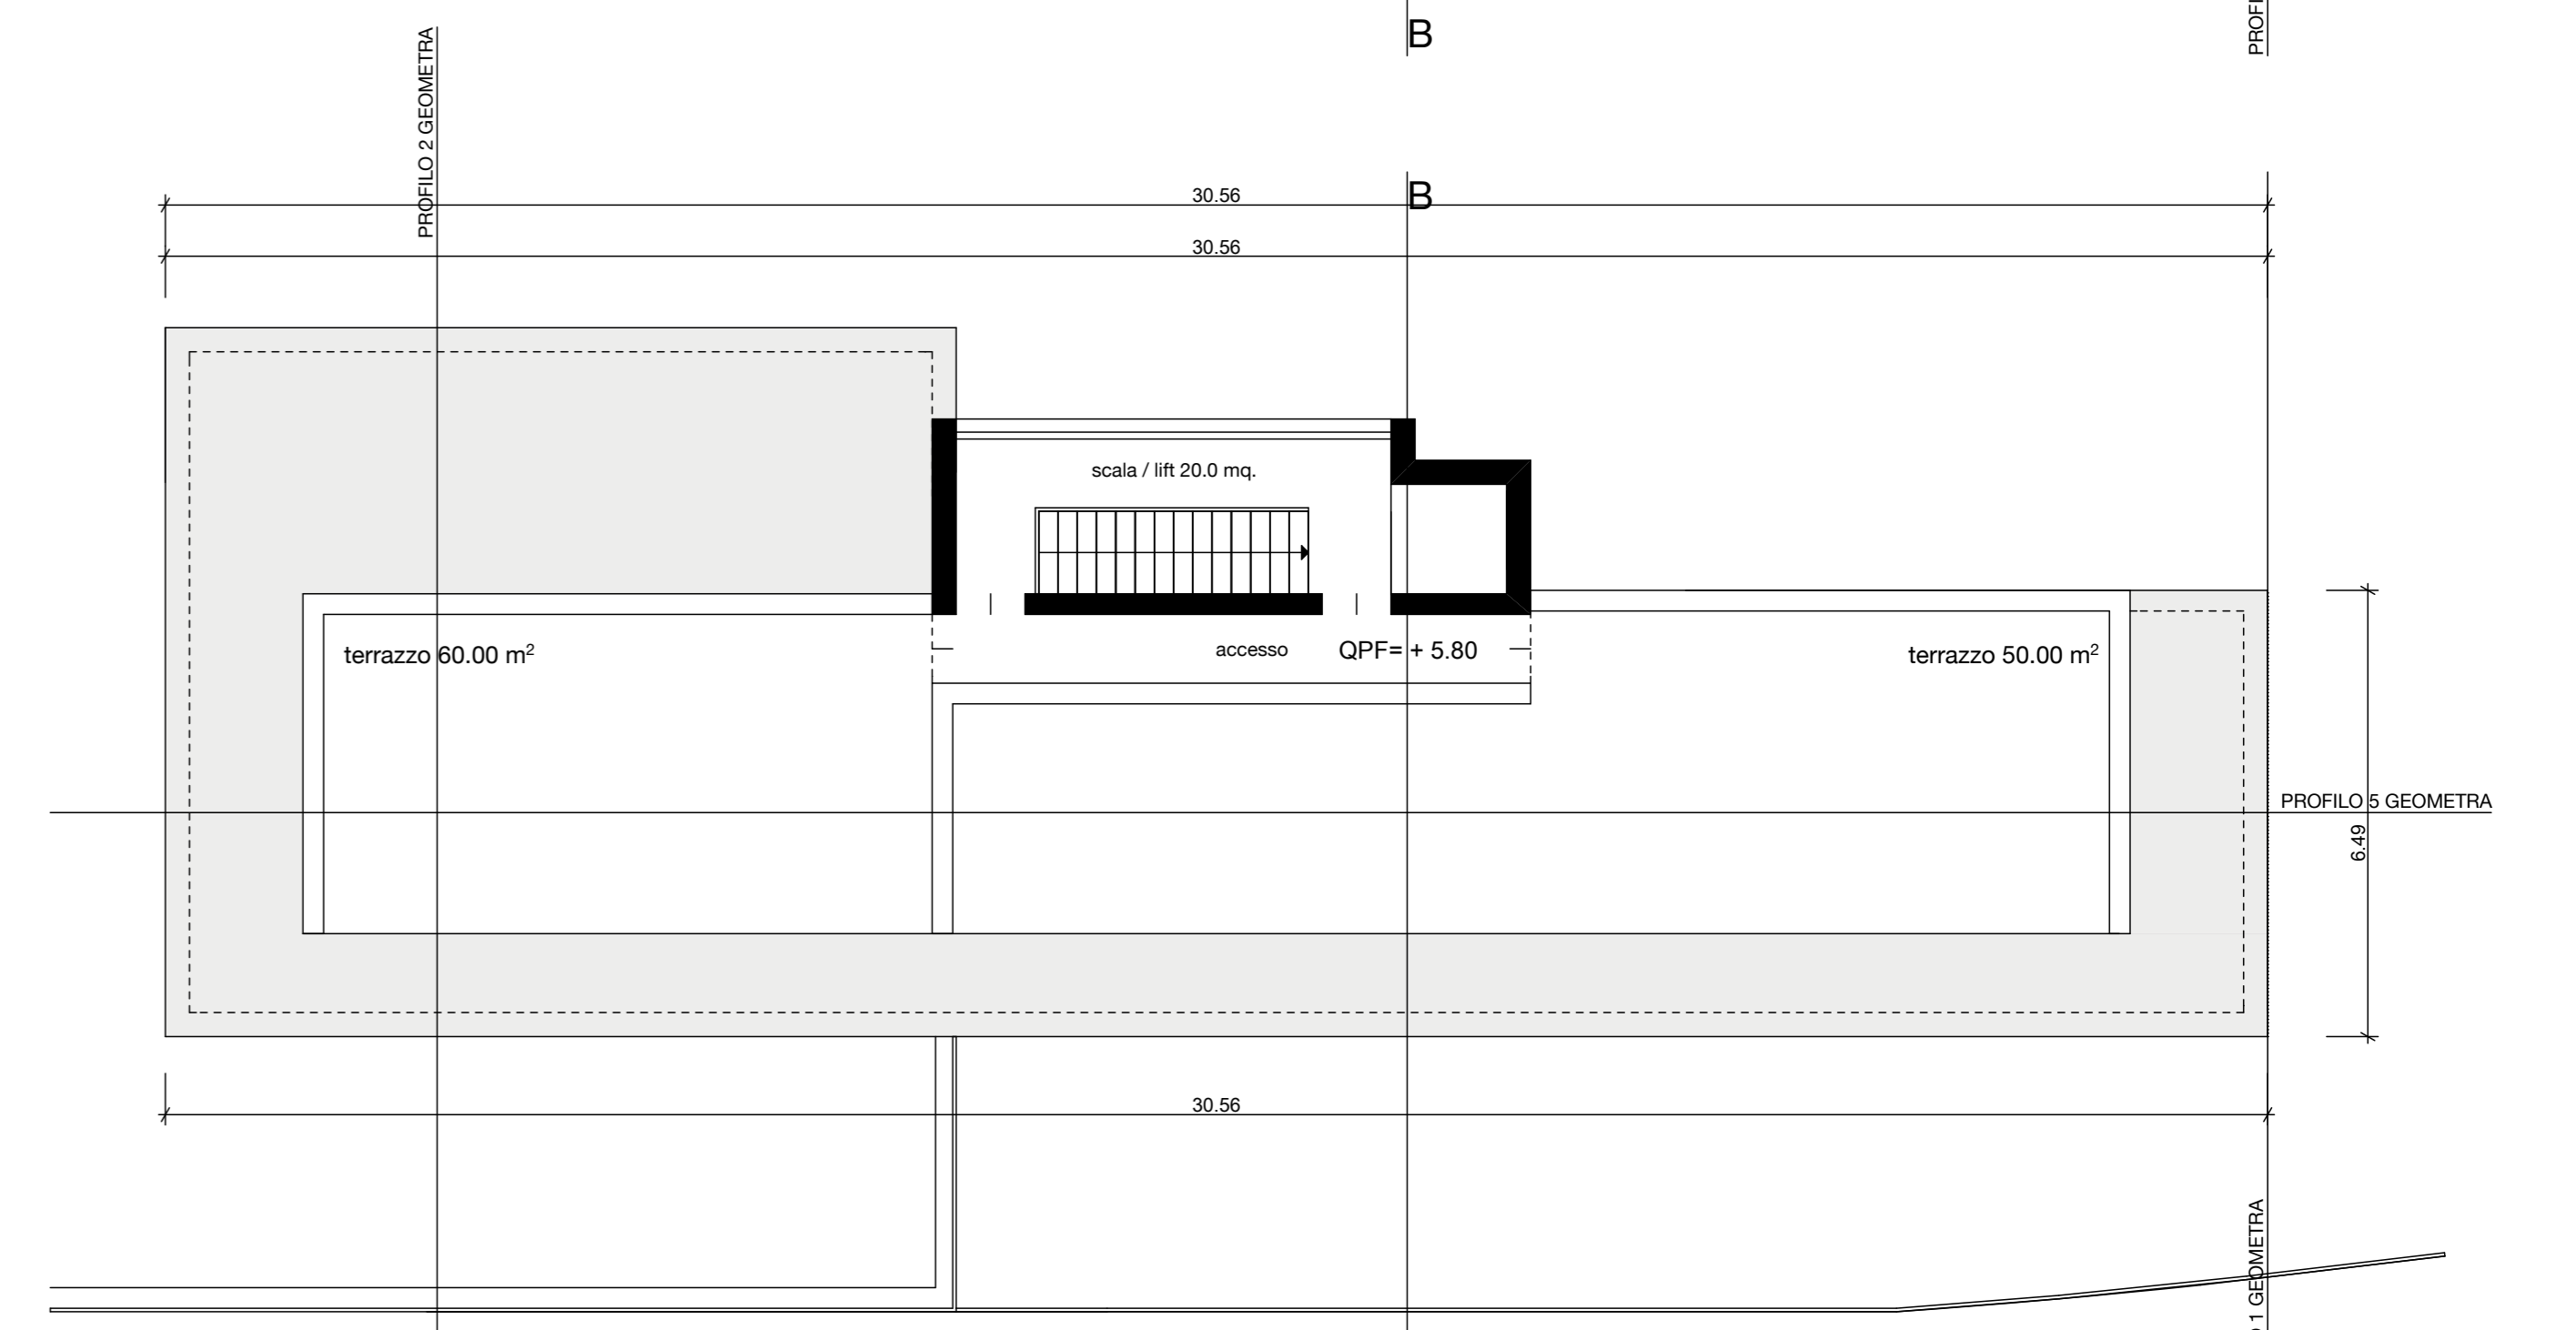 B
PROFI
PROFILO 2 GEOMETRA
30.56
B
30.56
scala / lift 20.0 mq.
terrazzo 60.00 m²
accesso
QPF= + 5.80
terrazzo 50.00 m²
PROFILO 5 GEOMETRA
6.49
30.56
1 GEOMETRA